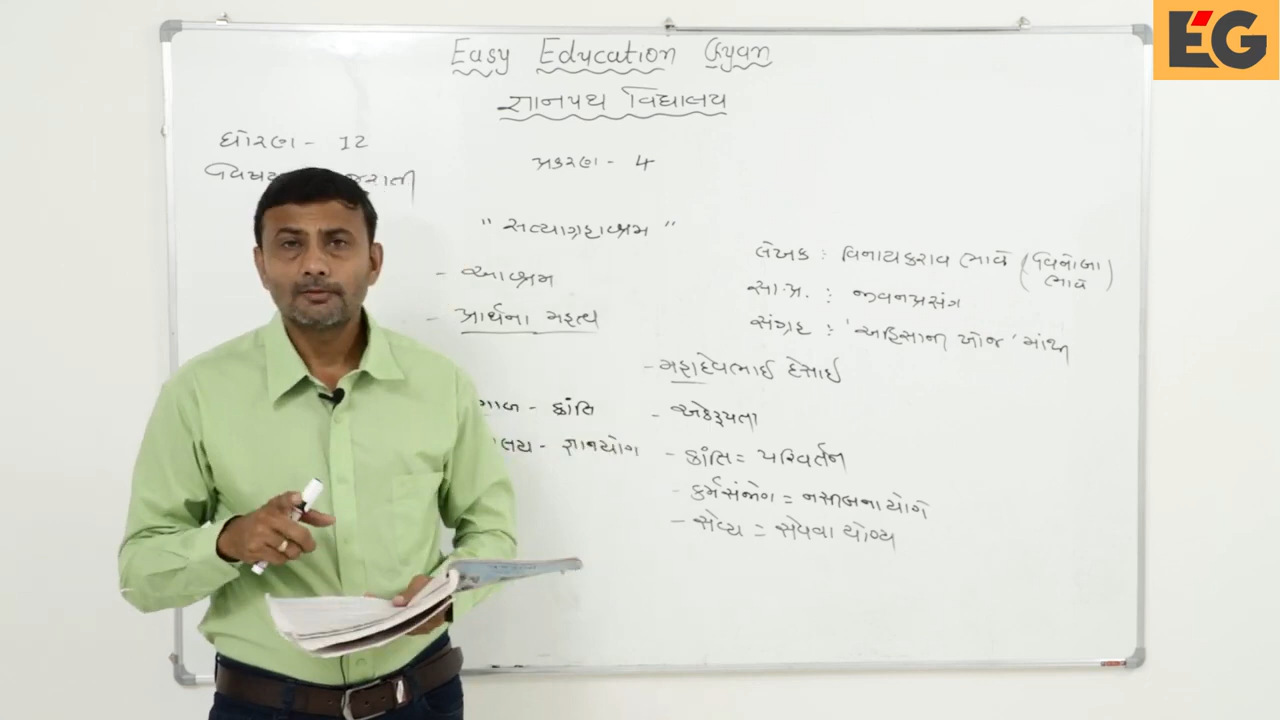 EG
Easy Education Gyan
જ્ઞાનપથ વિદ્યાલય
ધોરણ - 12
પ્રકરણ - 4
" સત્યાગ્રહાશ્રમ "
- આશ્રમ
- પ્રાર્થના મહત્વ
લેખક : વિનાયકરાવ ભાવે (વિનોબા ભાવે)
સા.પ્ર. : જીવનપ્રસંગ
સંગ્રહ : 'અહિંસાની ખોજ' માંથી
- મહાદેવભાઈ દેસાઈ
- ક્રાંતિ
- એકરૂપતા
- જ્ઞાનયોગ
- ક્રાંતિ = પરિવર્તન
- કર્મસંજોગ = નસીબના યોગે
- સેવ્ય = સેવવા યોગ્ય